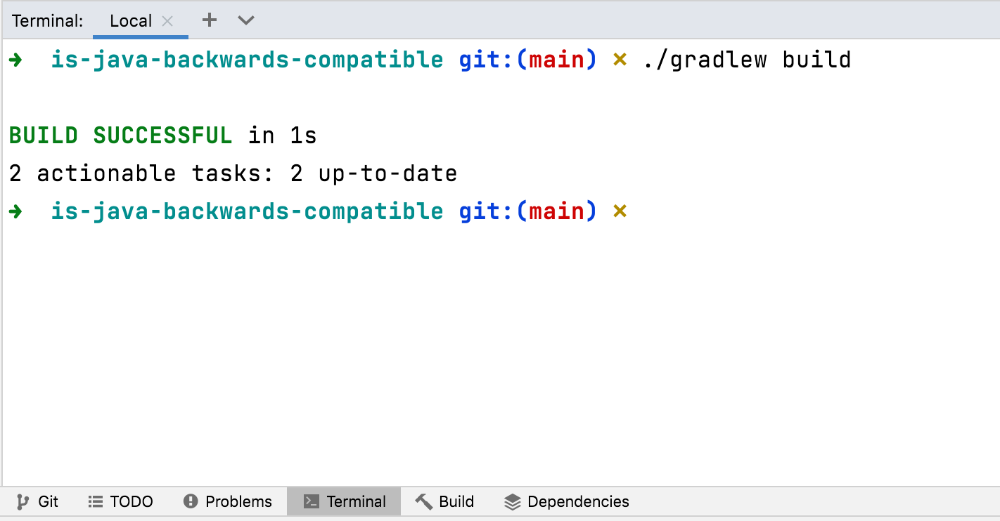 Terminal: Local × + 
➜ is-java-backwards-compatible git:(main) ✗ ./gradlew build
BUILD SUCCESSFUL in 1s
2 actionable tasks: 2 up-to-date
➜ is-java-backwards-compatible git:(main) ✗
Git TODO Problems Terminal Build Dependencies